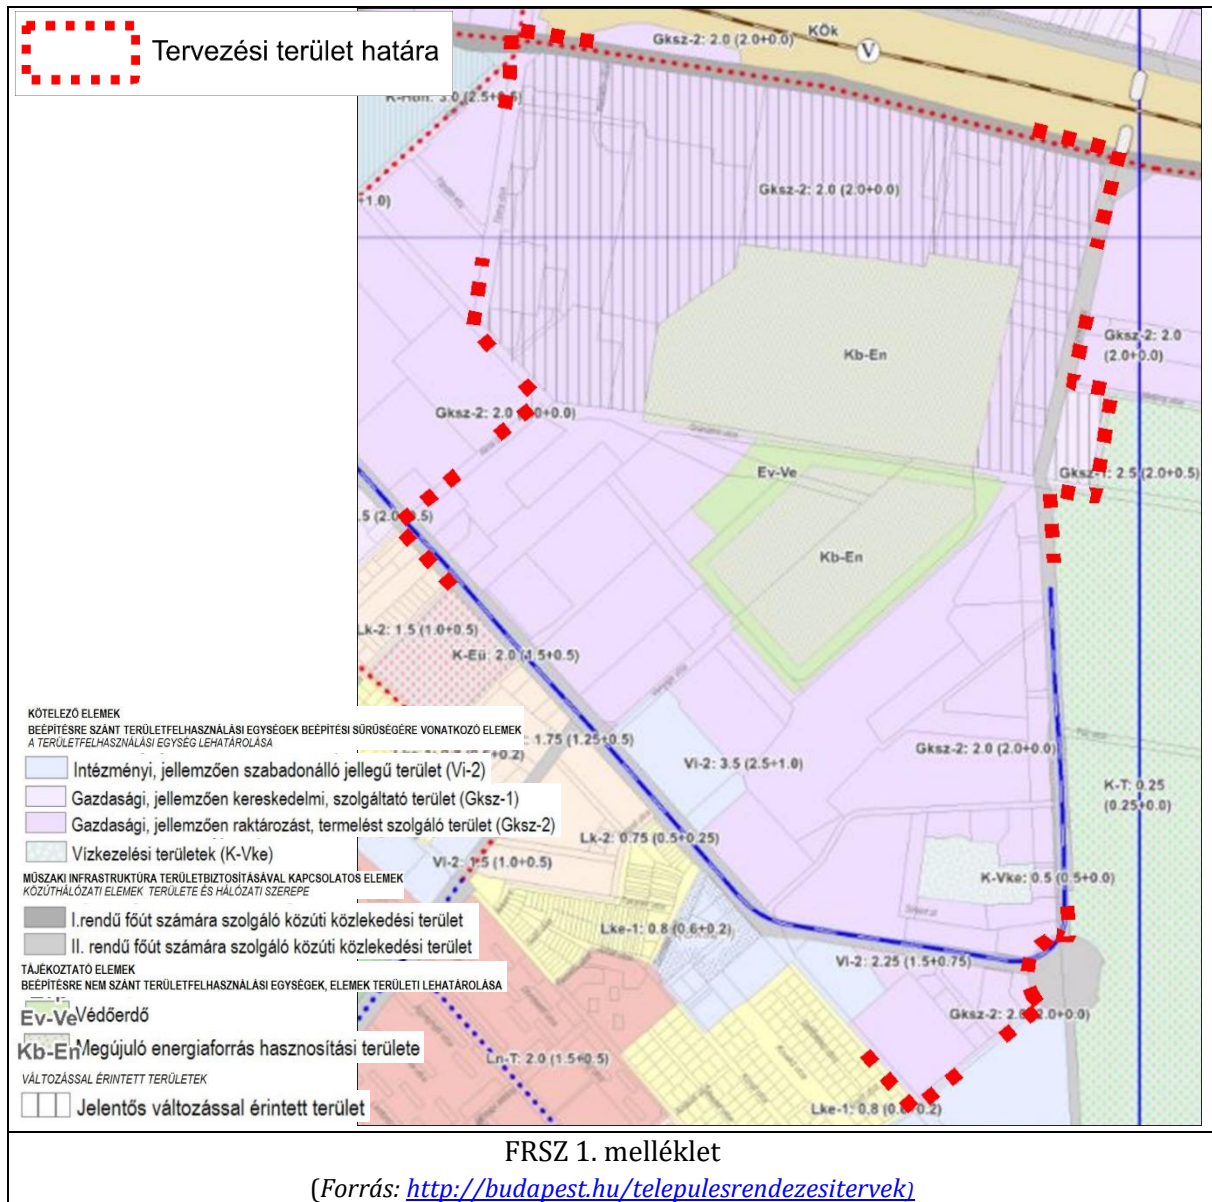 Tervezési terület határa
KÖk
Gksz-2: 2.0 (2.0+0.0)
V
K-Hon: 3.0 (2.5+0.5)
Gksz-2: 2.0 (2.0+0.0)
+1.0)
Gksz-2: 2.0
(2.0+0.0)
Kb-En
Gksz-2: 2.0 (2.0+0.0)
Ev-Ve
Gksz-1: 2.5 (2.0+0.5)
.5 (2.0+0.5)
Kb-En
Lk-2: 1.5 (1.0+0.5)
K-Eü: 2.0 (1.5+0.5)
KÖTELEZŐ ELEMEK
BEÉPÍTÉSRE SZÁNT TERÜLETFELHASZNÁLÁSI EGYSÉGEK BEÉPÍTÉSI SŰRŰSÉGÉRE VONATKOZÓ ELEMEK
A TERÜLETFELHASZNÁLÁSI EGYSÉG LEHATÁROLÁSA
: 1.75 (1.25+0.5)
+0.2)
Gksz-2: 2.0 (2.0+0.0)
Vi-2: 3.5 (2.5+1.0)
Intézményi, jellemzően szabadonálló jellegű terület (Vi-2)
K-T: 0.25
(0.25+0.0)
Gazdasági, jellemzően kereskedelmi, szolgáltató terület (Gksz-1)
Gazdasági, jellemzően raktározást, termelést szolgáló terület (Gksz-2)
Lk-2: 0.75 (0.5+0.25)
Vízkezelési területek (K-Vke)
Vi-2: 1.5 (1.0+0.5)
K-Vke: 0.5 (0.5+0.0)
MŰSZAKI INFRASTRUKTÚRA TERÜLETBIZTOSÍTÁSÁVAL KAPCSOLATOS ELEMEK
KÖZÚTHÁLÓZATI ELEMEK TERÜLETE ÉS HÁLÓZATI SZEREPE
I.rendű főút számára szolgáló közúti közlekedési terület
Lke-1: 0.8 (0.6+0.2)
II. rendű főút számára szolgáló közúti közlekedési terület
Vi-2: 2.25 (1.5+0.75)
TÁJÉKOZTATÓ ELEMEK
BEÉPÍTÉSRE NEM SZÁNT TERÜLETFELHASZNÁLÁSI EGYSÉGEK, ELEMEK TERÜLETI LEHATÁROLÁSA
Ev-Ve Védőerdő
Gksz-2: 2.0 (2.0+0.0)
Kb-En Megújuló energiaforrás hasznosítási területe
Ln-T: 2.0 (1.5+0.5)
VÁLTOZÁSSAL ÉRINTETT TERÜLETEK
Jelentős változással érintett terület
Lke-1: 0.8 (0.6+0.2)
FRSZ 1. melléklet
(Forrás: http://budapest.hu/telepulesrendezesitervek)